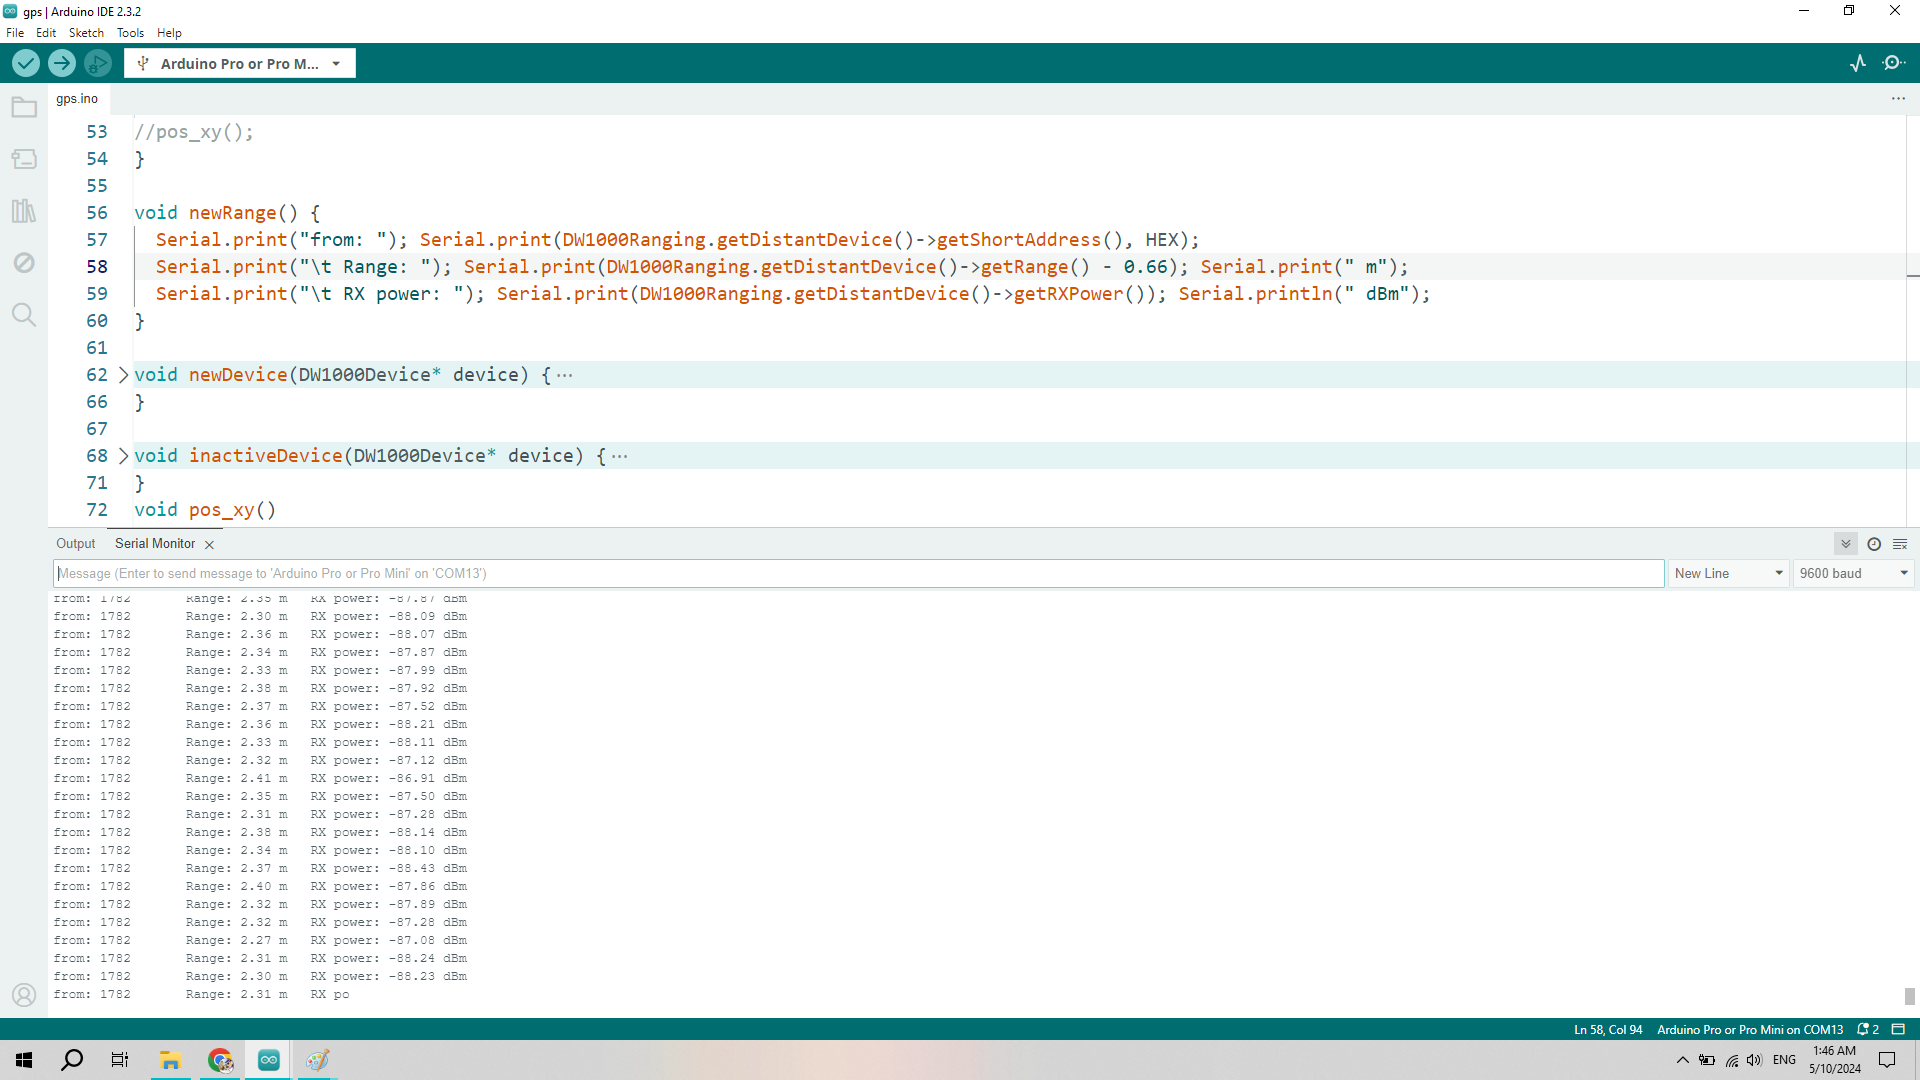 gps | Arduino IDE 2.3.2
File Edit Sketch Tools Help
Arduino Pro or Pro M...
gps.ino
53 //pos_xy();
54 }
55
56 void newRange() {
57 Serial.print("from: "); Serial.print(DW1000Ranging.getDistantDevice()->getShortAddress(), HEX);
58 Serial.print("\t Range: "); Serial.print(DW1000Ranging.getDistantDevice()->getRange() - 0.66); Serial.print(" m");
59 Serial.print("\t RX power: "); Serial.print(DW1000Ranging.getDistantDevice()->getRXPower()); Serial.println(" dBm");
60 }
61
62 void newDevice(DW1000Device* device) { ···
66 }
67
68 void inactiveDevice(DW1000Device* device) { ···
71 }
72 void pos_xy()
Output Serial Monitor
Message (Enter to send message to 'Arduino Pro or Pro Mini' on 'COM13') New Line 9600 baud
from: 1782 Range: 2.35 m RX power: -87.87 dBm
from: 1782 Range: 2.30 m RX power: -88.09 dBm
from: 1782 Range: 2.36 m RX power: -88.07 dBm
from: 1782 Range: 2.34 m RX power: -87.87 dBm
from: 1782 Range: 2.33 m RX power: -87.99 dBm
from: 1782 Range: 2.38 m RX power: -87.92 dBm
from: 1782 Range: 2.37 m RX power: -87.52 dBm
from: 1782 Range: 2.36 m RX power: -88.21 dBm
from: 1782 Range: 2.33 m RX power: -88.11 dBm
from: 1782 Range: 2.32 m RX power: -87.12 dBm
from: 1782 Range: 2.41 m RX power: -86.91 dBm
from: 1782 Range: 2.35 m RX power: -87.50 dBm
from: 1782 Range: 2.31 m RX power: -87.28 dBm
from: 1782 Range: 2.38 m RX power: -88.14 dBm
from: 1782 Range: 2.34 m RX power: -88.10 dBm
from: 1782 Range: 2.37 m RX power: -88.43 dBm
from: 1782 Range: 2.40 m RX power: -87.86 dBm
from: 1782 Range: 2.32 m RX power: -87.89 dBm
from: 1782 Range: 2.32 m RX power: -87.28 dBm
from: 1782 Range: 2.27 m RX power: -87.08 dBm
from: 1782 Range: 2.31 m RX power: -88.24 dBm
from: 1782 Range: 2.30 m RX power: -88.23 dBm
from: 1782 Range: 2.31 m RX po
Ln 58, Col 94 Arduino Pro or Pro Mini on COM13 2
ENG
1:46 AM
5/10/2024